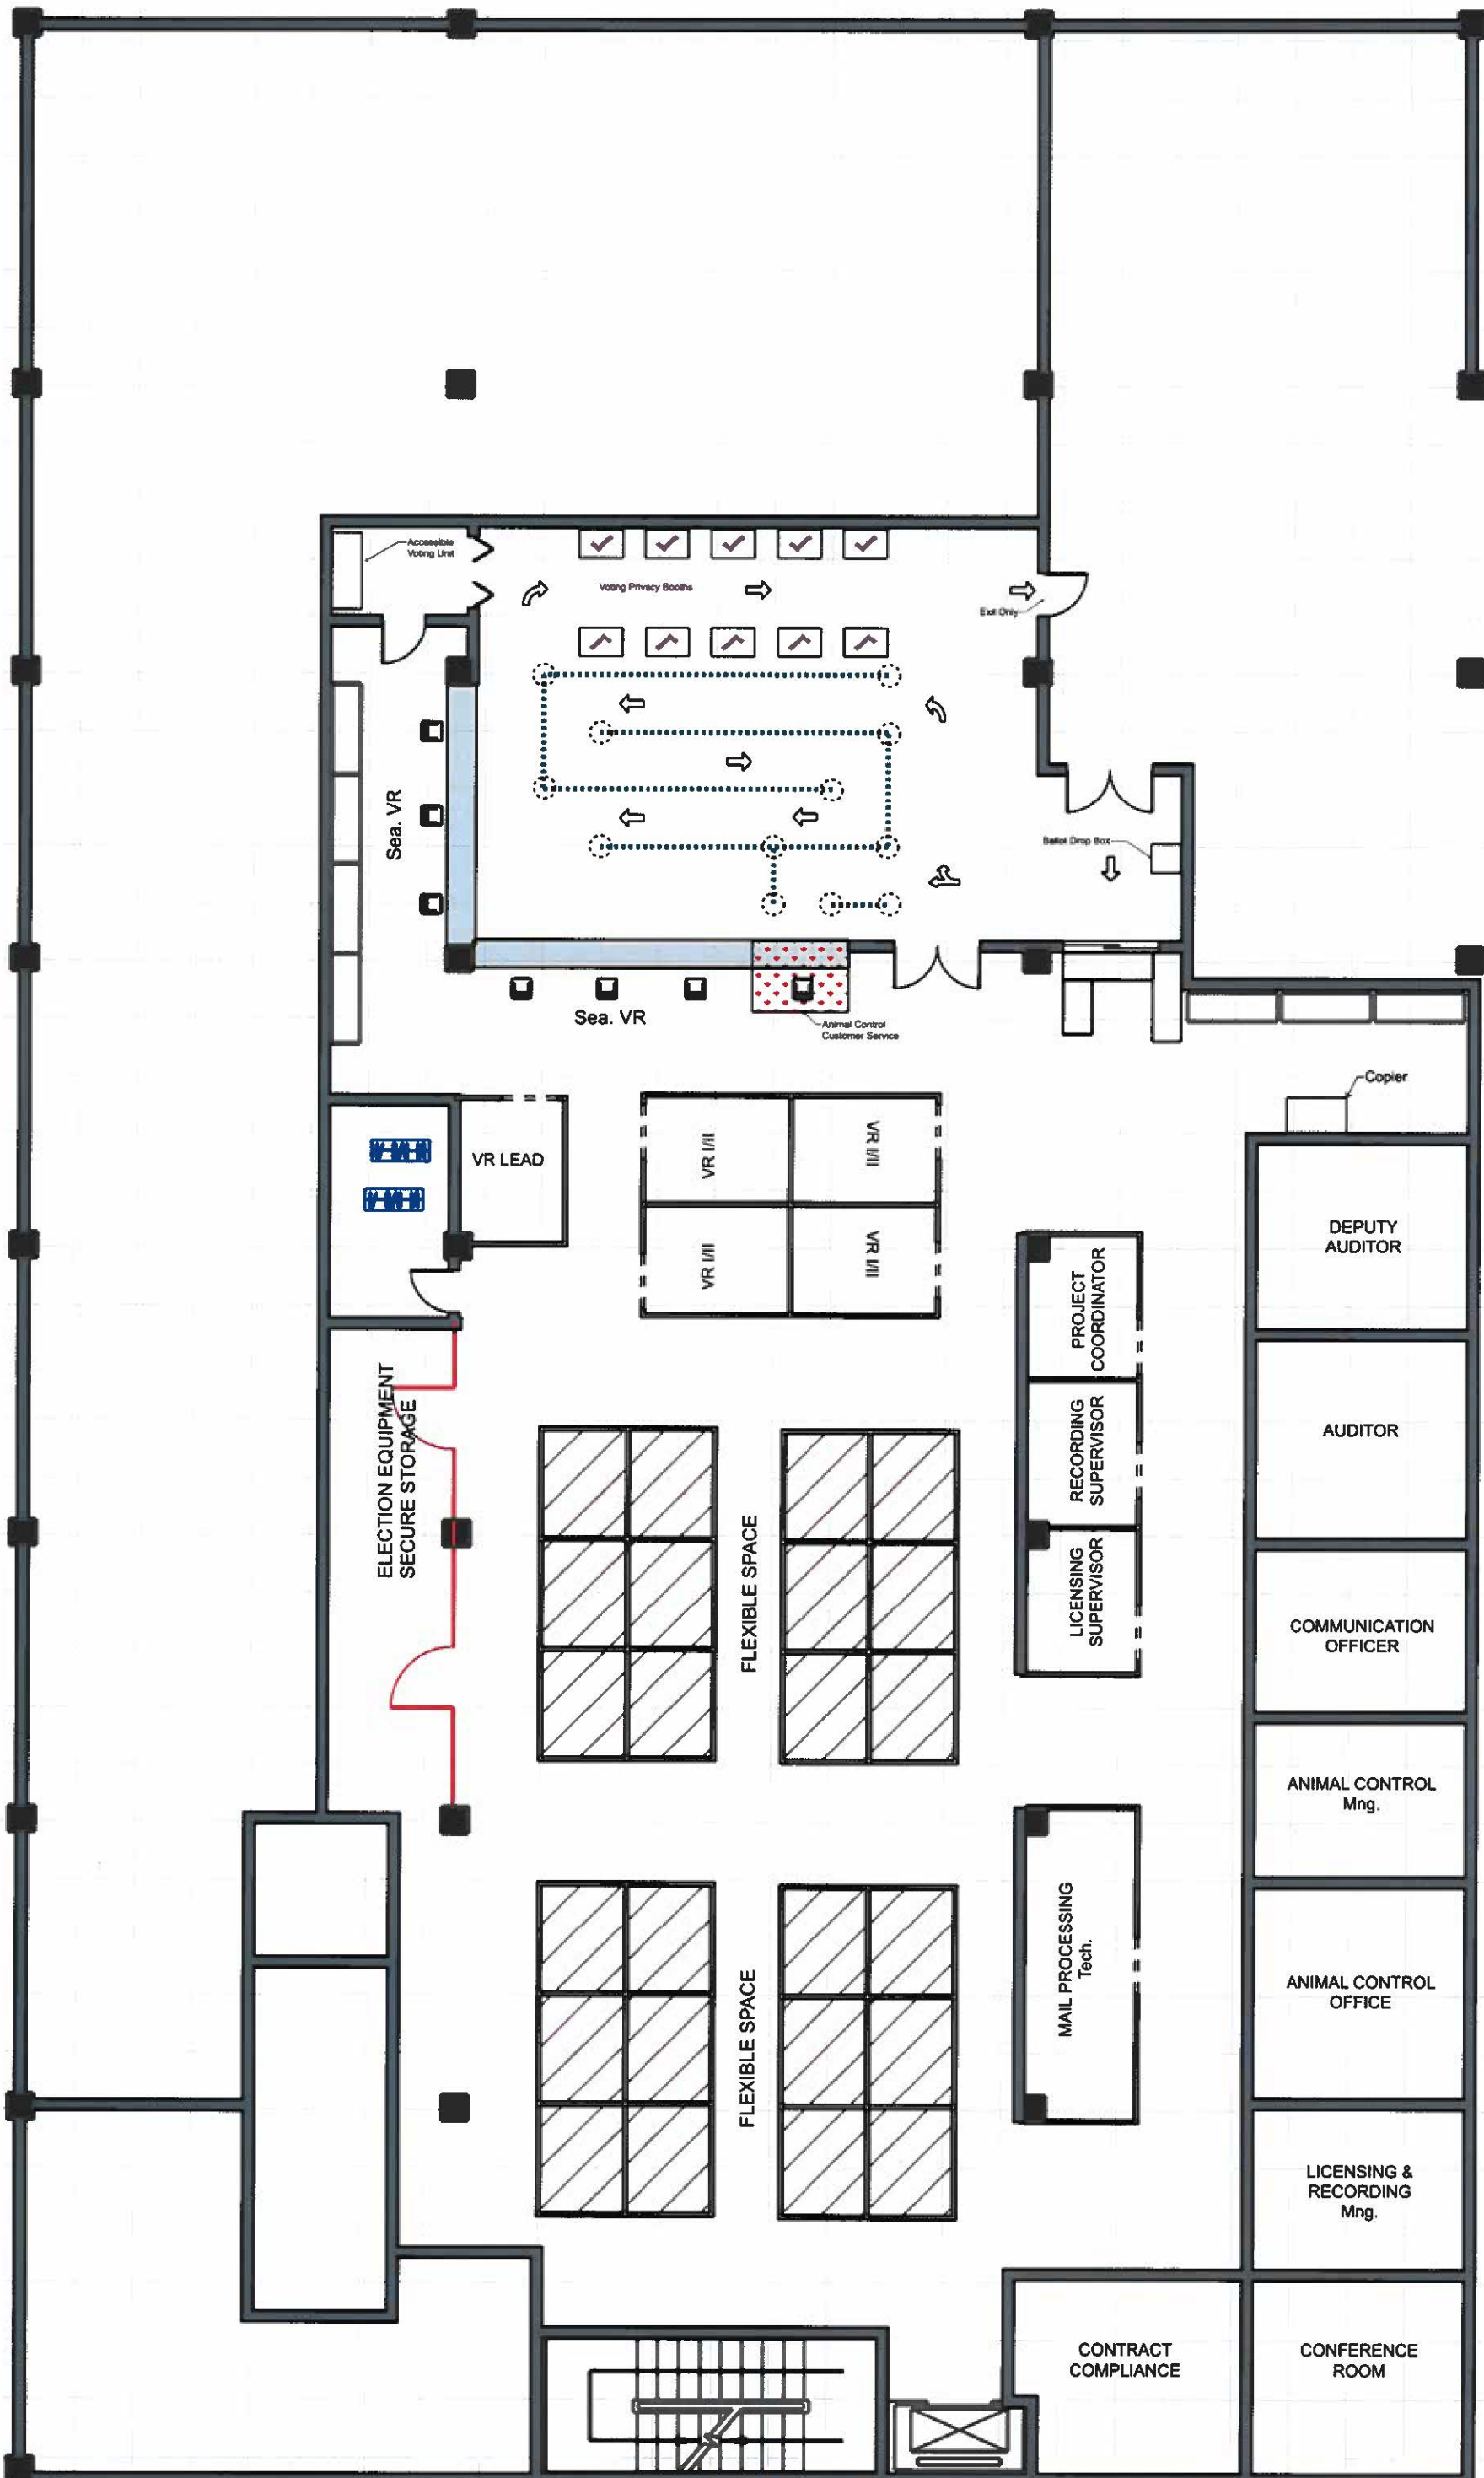 Accessible
Voting Unit
Voting Privacy Booths
Exit Only
Sea. VR
Ballot Drop Box
Sea. VR
Animal Control
Customer Service
Copier
VR LEAD
VR I/II
VR I/II
VR I/II
VR I/II
DEPUTY
AUDITOR
PROJECT
COORDINATOR
ELECTION EQUIPMENT
SECURE STORAGE
RECORDING
SUPERVISOR
AUDITOR
FLEXIBLE SPACE
LICENSING
SUPERVISOR
COMMUNICATION
OFFICER
ANIMAL CONTROL
Mng.
MAIL PROCESSING
Tech.
ANIMAL CONTROL
OFFICE
FLEXIBLE SPACE
LICENSING &
RECORDING
Mng.
CONTRACT
COMPLIANCE
CONFERENCE
ROOM